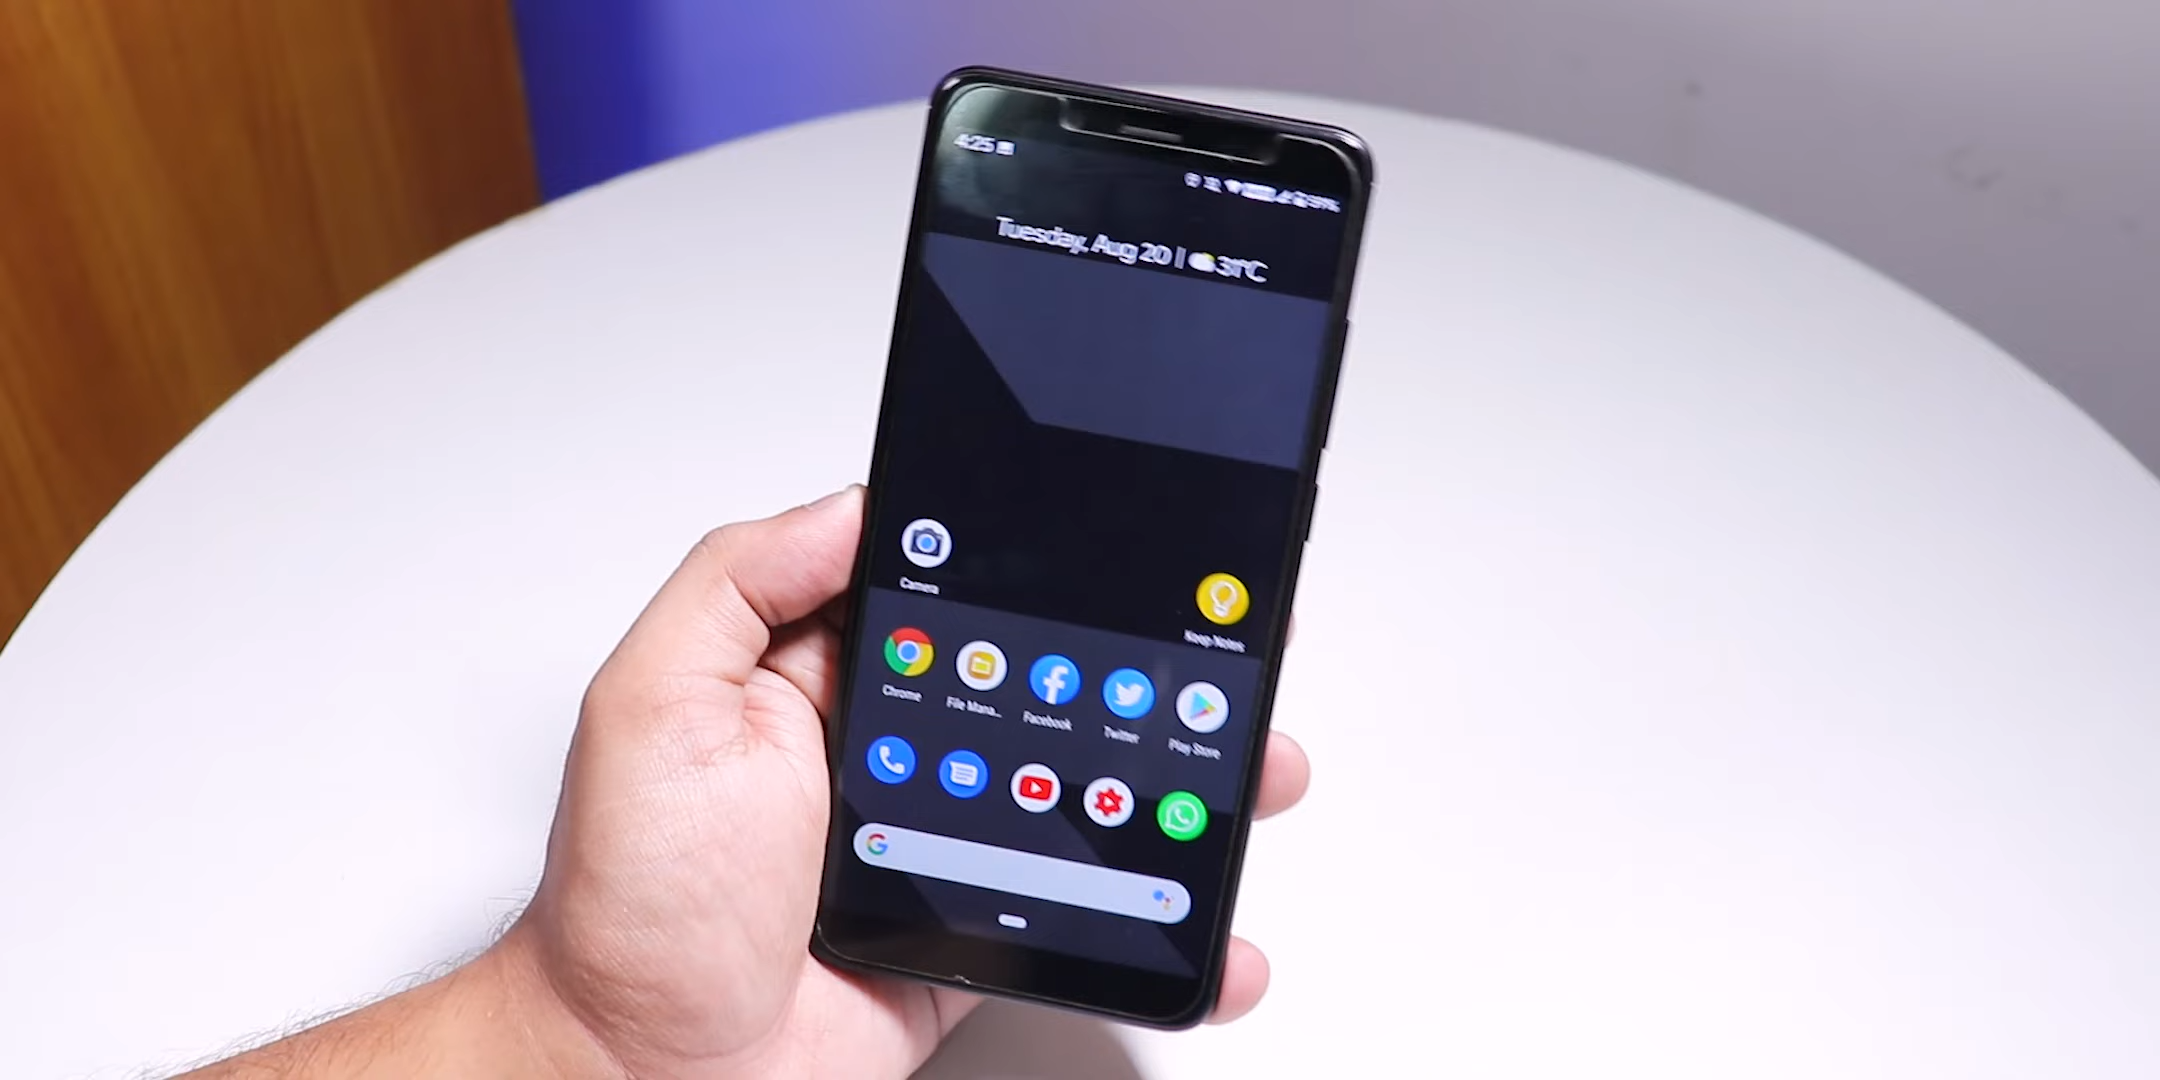 4:25
Tuesday, Aug 20 | 31°C
Camera
Keep Notes
Chrome
File Mana...
Facebook
Twitter
Play Store